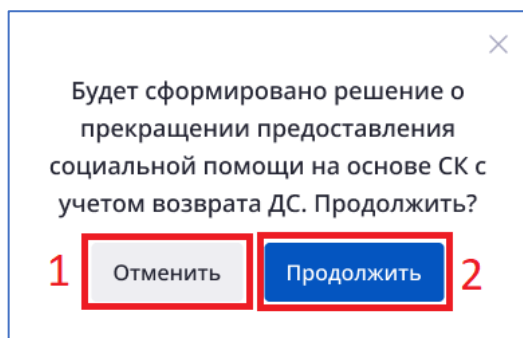 Будет сформировано решение о
прекращении предоставления
социальной помощи на основе СК с
учетом возврата ДС. Продолжить?
1 Отменить Продолжить 2